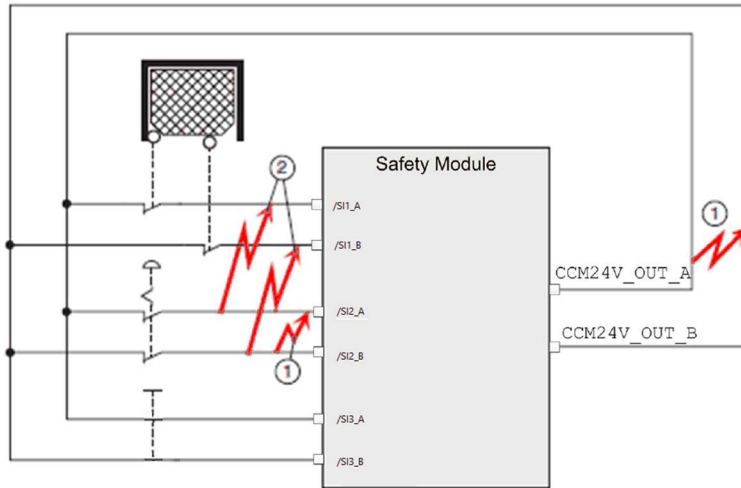 Safety Module
②
/SI1_A
①
/SI1_B
CCM24V_OUT_A
/SI2_A
CCM24V_OUT_B
/SI2_B
①
/SI3_A
/SI3_B